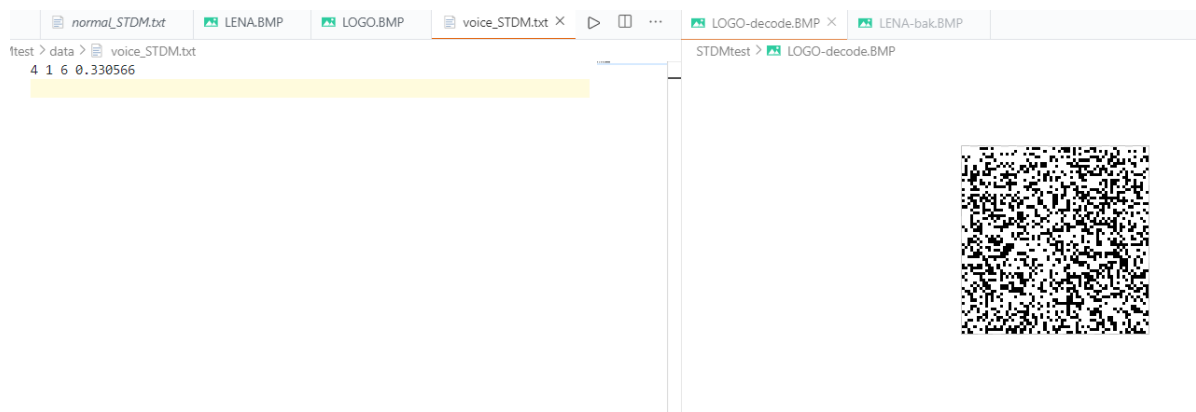 normal_STDM.txt
LENA.BMP
LOGO.BMP
voice_STDM.txt
LOGO-decode.BMP
LENA-bak.BMP
test > data > voice_STDM.txt
STDMtest > LOGO-decode.BMP
4 1 6 0.330566